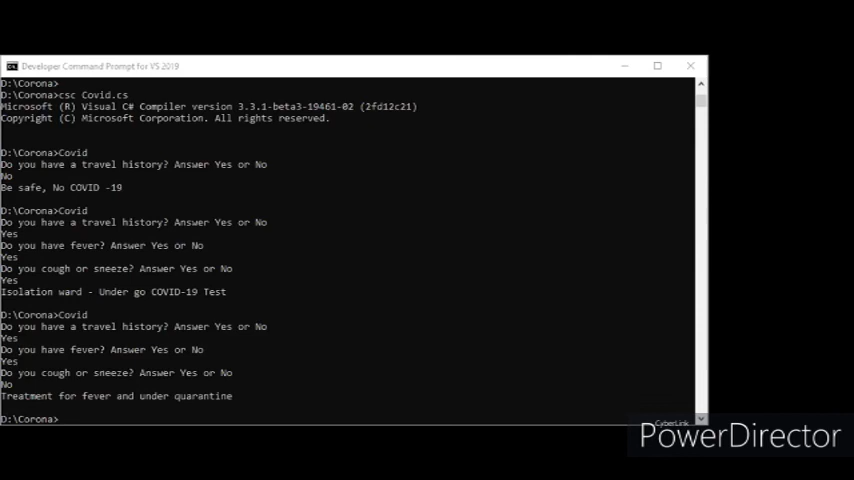 Developer Command Prompt for VS 2019
D:\Corona>
D:\Corona>csc Covid.cs
Microsoft (R) Visual C# Compiler version 3.3.1-beta3-19461-02 (2fd12c21)
Copyright (C) Microsoft Corporation. All rights reserved.
D:\Corona>Covid
Do you have a travel history? Answer Yes or No
No
Be safe, No COVID -19
D:\Corona>Covid
Do you have a travel history? Answer Yes or No
Yes
Do you have fever? Answer Yes or No
Yes
Do you cough or sneeze? Answer Yes or No
Yes
Isolation ward - Under go COVID-19 Test
D:\Corona>Covid
Do you have a travel history? Answer Yes or No
Yes
Do you have fever? Answer Yes or No
Yes
Do you cough or sneeze? Answer Yes or No
No
Treatment for fever and under quarantine
D:\Corona>
CyberLink
PowerDirector